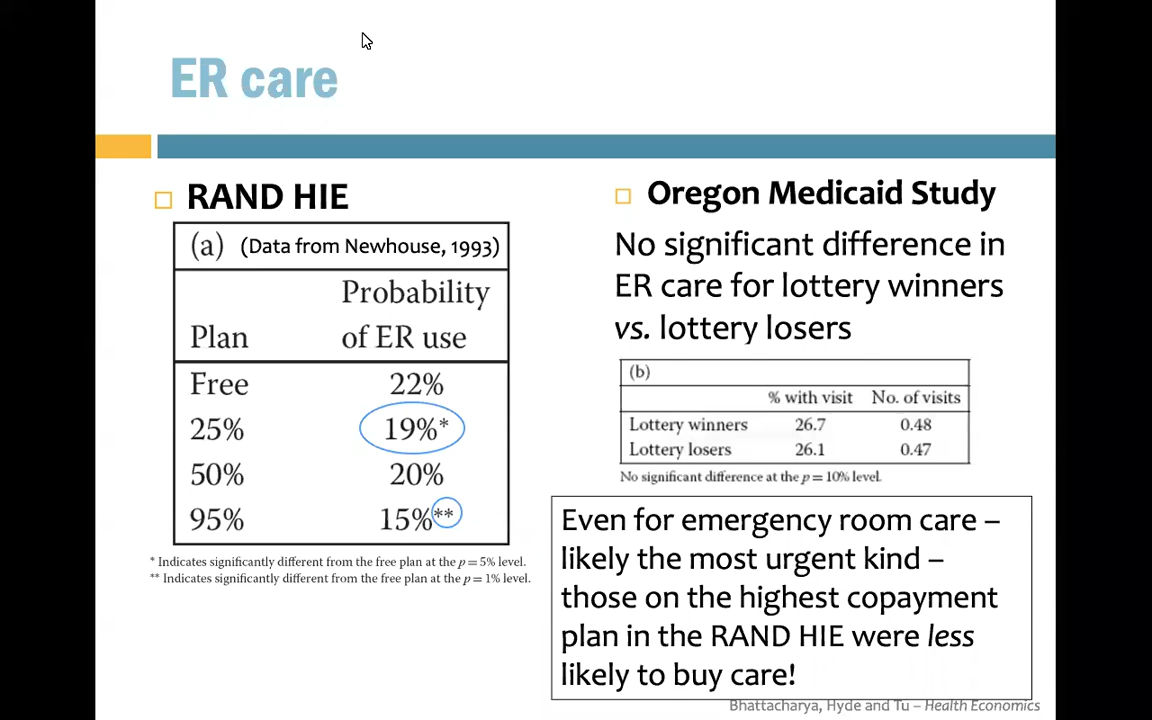 ER care
RAND HIE
(a) (Data from Newhouse, 1993)
Probability
Plan of ER use
Free 22%
25% 19%*
50% 20%
95% 15%**
* Indicates significantly different from the free plan at the p = 5% level.
** Indicates significantly different from the free plan at the p = 1% level.
Oregon Medicaid Study
No significant difference in
ER care for lottery winners
vs. lottery losers
(b)
% with visit No. of visits
Lottery winners 26.7 0.48
Lottery losers 26.1 0.47
No significant difference at the p = 10% level.
Even for emergency room care –
likely the most urgent kind –
those on the highest copayment
plan in the RAND HIE were less
likely to buy care!
Bhattacharya, Hyde and Tu – Health Economics